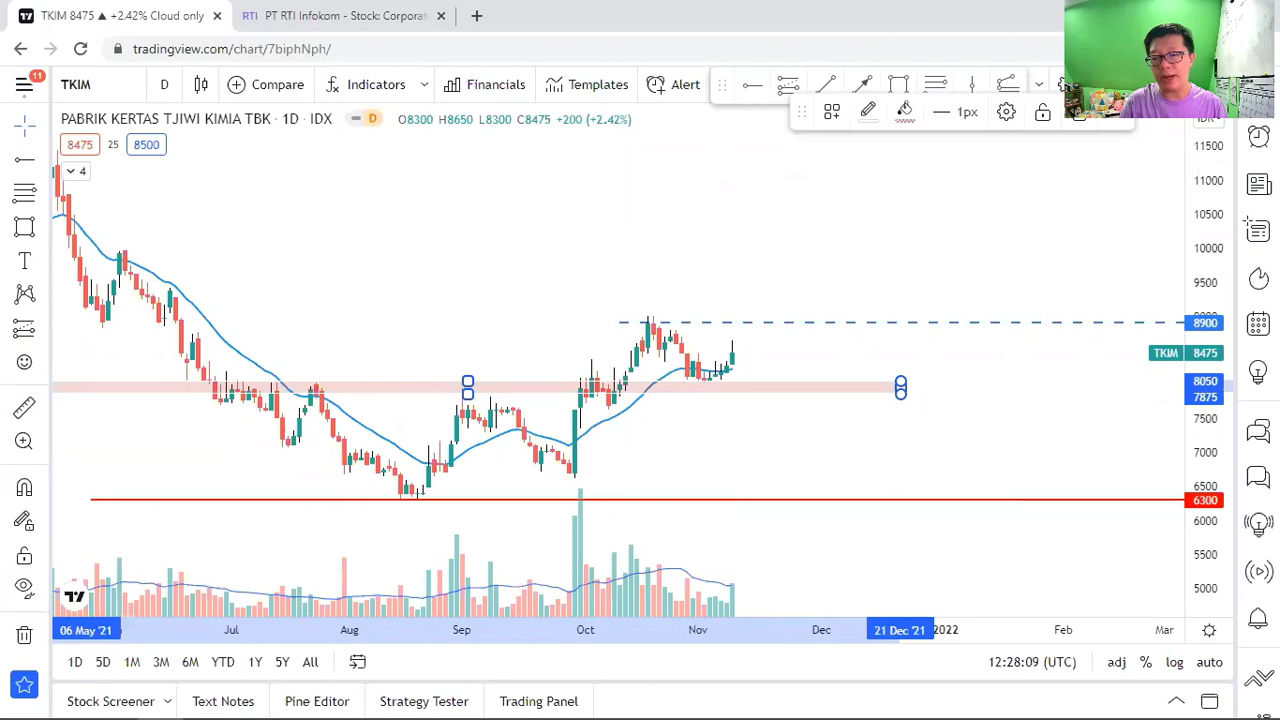 TKIM 8475 ▲ +2.42% Cloud only
RTI PT RTI Infokom - Stock: Corporat
tradingview.com/chart/7biphNph/
11
TKIM
D
Compare
Indicators
Financials
Templates
Alert
1px
PABRIK KERTAS TJIWI KIMIA TBK · 1D · IDX
D
O8300 H8650 L8300 C8475 +200 (+2.42%)
8475
25
8500
4
11500
11000
10500
10000
9500
8900
TKIM 8475
8050
7875
7500
7000
6500
6300
6000
5500
5000
06 May '21
Jul
Aug
Sep
Oct
Nov
Dec
21 Dec '21
2022
Feb
Mar
1D
5D
1M
3M
6M
YTD
1Y
5Y
All
12:28:09 (UTC)
adj
%
log
auto
Stock Screener
Text Notes
Pine Editor
Strategy Tester
Trading Panel